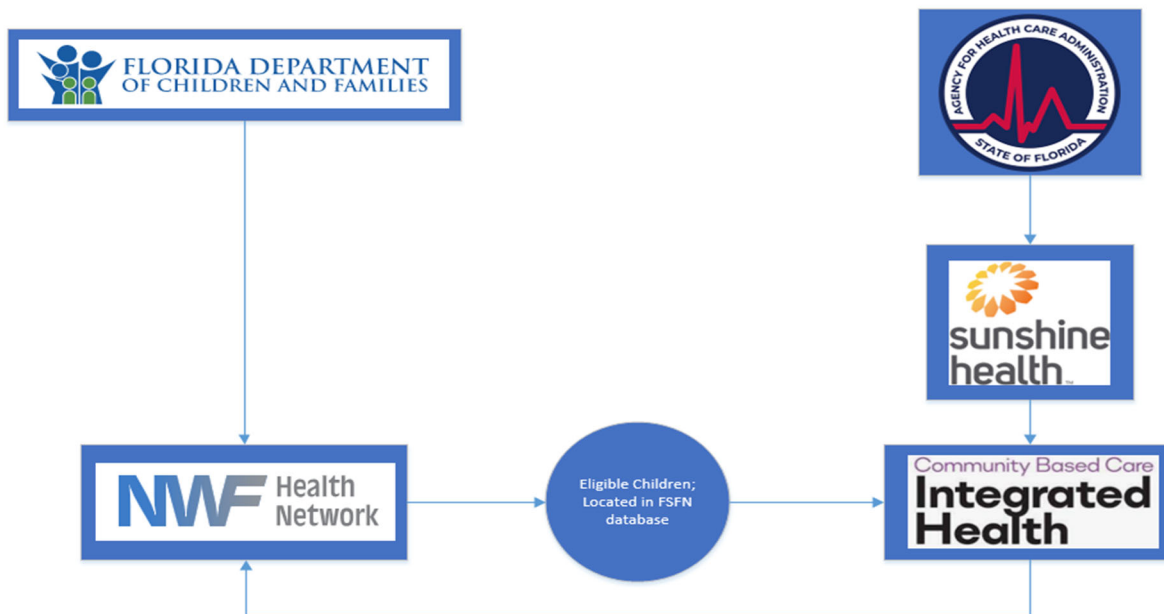 FLORIDA DEPARTMENT
OF CHILDREN AND FAMILIES
AGENCY FOR HEALTH CARE ADMINISTRATION
STATE OF FLORIDA
sunshine
health™
NWF Health
Network
Eligible Children;
Located in FSFN
database
Community Based Care
Integrated
Health